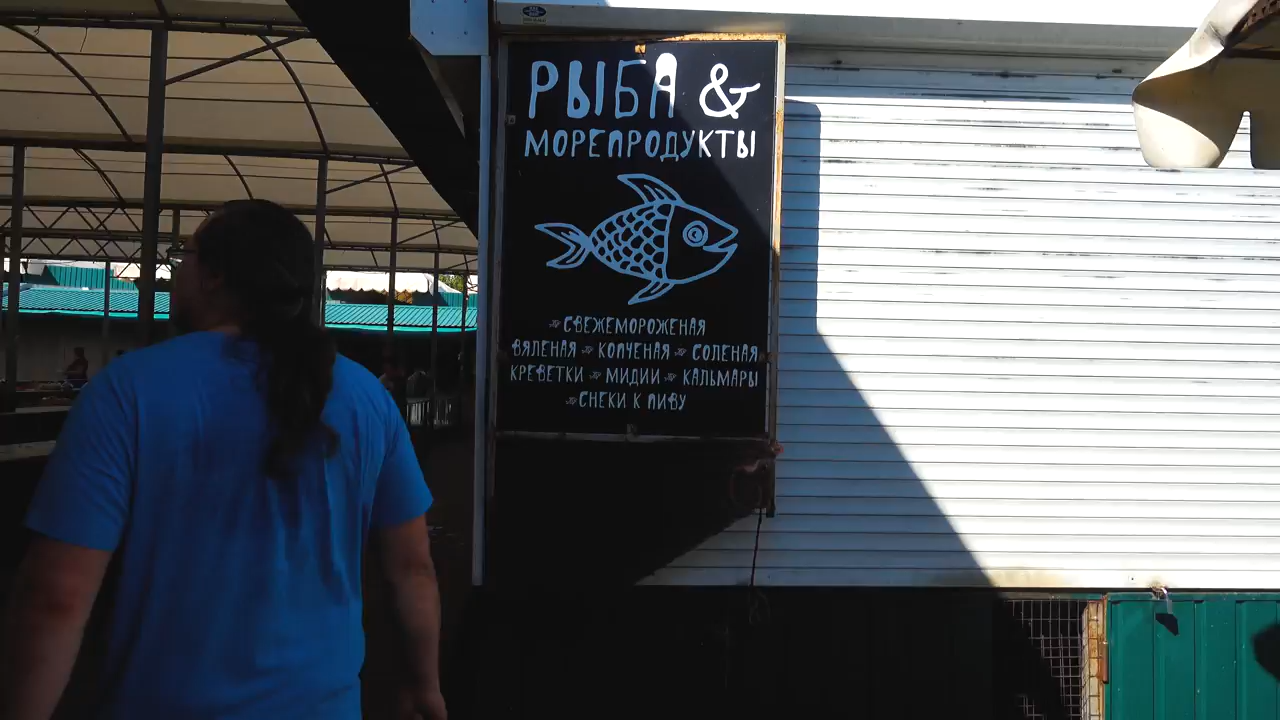 РЫБА &
МОРЕПРОДУКТЫ
СВЕЖЕМОРОЖЕНАЯ
ВЯЛЕНАЯ КОПЧЕНАЯ СОЛЕНАЯ
КРЕВЕТКИ МИДИИ КАЛЬМАРЫ
СНЕКИ К ПИВУ